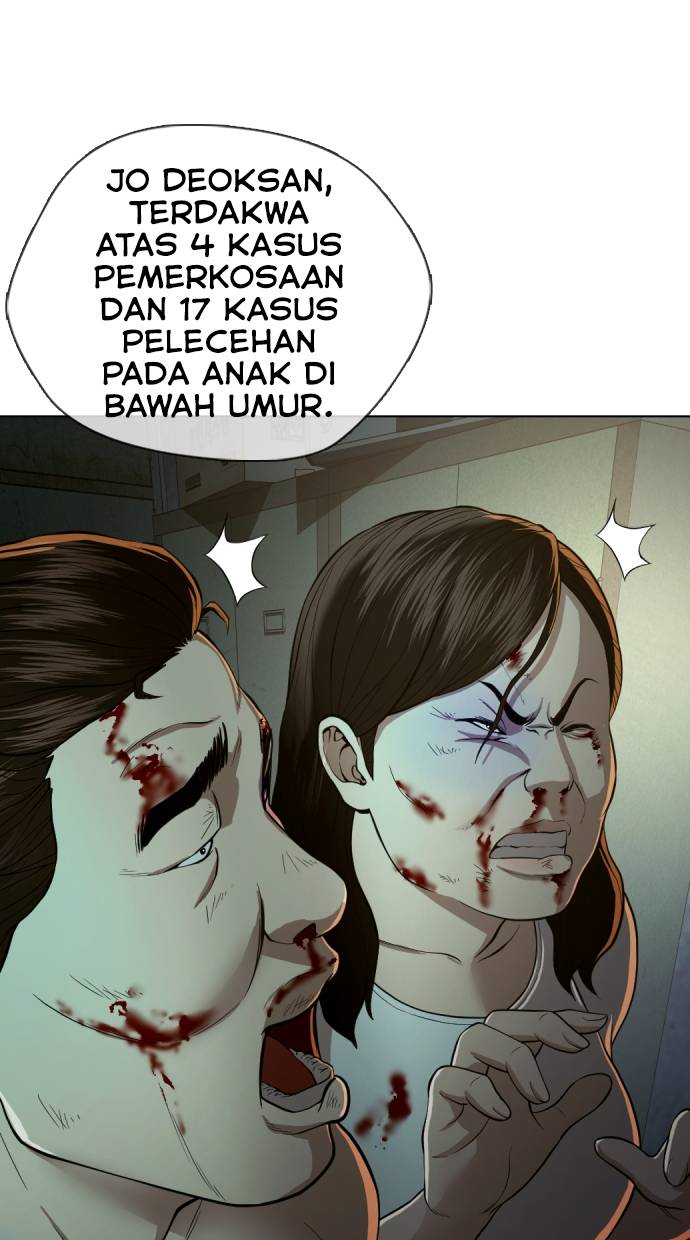 JO DEOKSAN,
TERDAKWA
ATAS 4 KASUS
PEMERKOSAAN
DAN 17 KASUS
PELECEHAN
PADA ANAK DI
BAWAH UMUR.